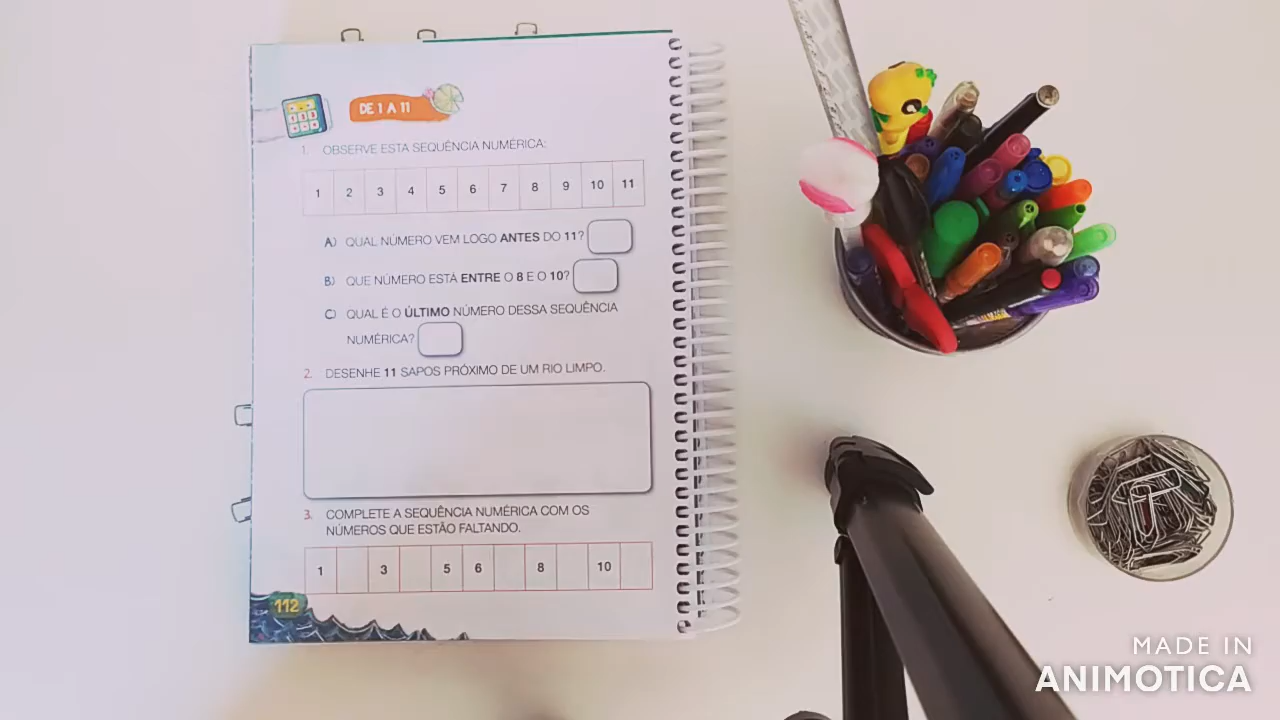 DE 1 A 11
1. OBSERVE ESTA SEQUÊNCIA NUMÉRICA:
1 2 3 4 5 6 7 8 9 10 11
A) QUAL NÚMERO VEM LOGO ANTES DO 11?
B) QUE NÚMERO ESTÁ ENTRE O 8 E O 10?
C) QUAL É O ÚLTIMO NÚMERO DESSA SEQUÊNCIA
NUMÉRICA?
2. DESENHE 11 SAPOS PRÓXIMO DE UM RIO LIMPO.
3. COMPLETE A SEQUÊNCIA NUMÉRICA COM OS
NÚMEROS QUE ESTÃO FALTANDO.
1 3 5 6 8 10
112
MADE IN
ANIMOTICA